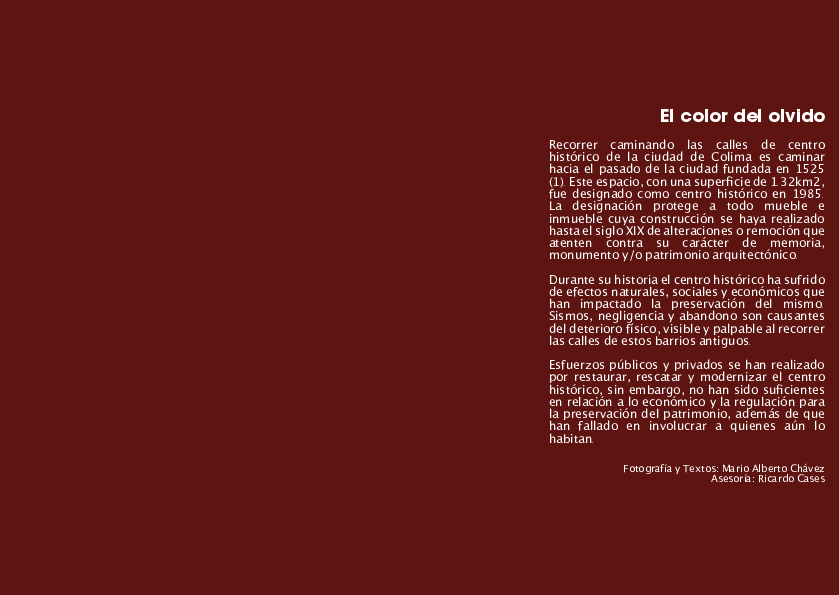 El color del olvido
Recorrer caminando las calles de centro
histórico de la ciudad de Colima es caminar
hacia el pasado de la ciudad fundada en 1525
(1). Este espacio, con una superficie de 1.32km2,
fue designado como centro histórico en 1985.
La designación protege a todo mueble e
inmueble cuya construcción se haya realizado
hasta el siglo XIX de alteraciones o remoción que
atenten contra su carácter de memoria,
monumento y/o patrimonio arquitectónico.
Durante su historia el centro histórico ha sufrido
de efectos naturales, sociales y económicos que
han impactado la preservación del mismo.
Sismos, negligencia y abandono son causantes
del deterioro físico, visible y palpable al recorrer
las calles de estos barrios antiguos.
Esfuerzos públicos y privados se han realizado
por restaurar, rescatar y modernizar el centro
histórico, sin embargo, no han sido suficientes
en relación a lo económico y la regulación para
la preservación del patrimonio, además de que
han fallado en involucrar a quienes aún lo
habitan.
Fotografía y Textos: Mario Alberto Chávez
Asesoría: Ricardo Cases